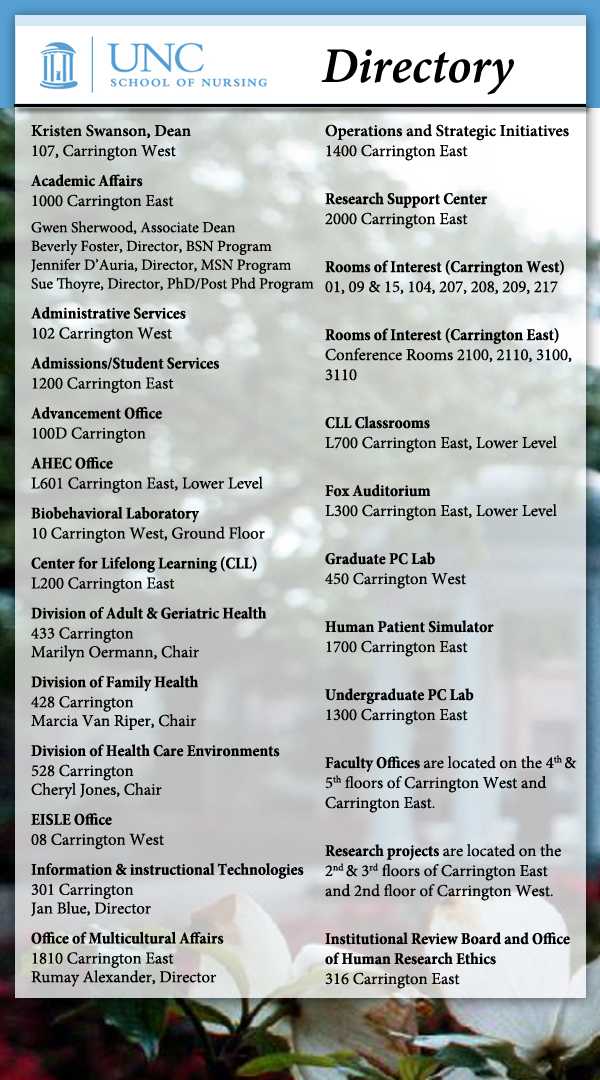 UNC
SCHOOL OF NURSING
Directory
Kristen Swanson, Dean
107, Carrington West
Academic Affairs
1000 Carrington East
Gwen Sherwood, Associate Dean
Beverly Foster, Director, BSN Program
Jennifer D'Auria, Director, MSN Program
Sue Thoyre, Director, PhD/Post Phd Program
Administrative Services
102 Carrington West
Admissions/Student Services
1200 Carrington East
Advancement Office
100D Carrington
AHEC Office
L601 Carrington East, Lower Level
Biobehavioral Laboratory
10 Carrington West, Ground Floor
Center for Lifelong Learning (CLL)
L200 Carrington East
Division of Adult & Geriatric Health
433 Carrington
Marilyn Oermann, Chair
Division of Family Health
428 Carrington
Marcia Van Riper, Chair
Division of Health Care Environments
528 Carrington
Cheryl Jones, Chair
EISLE Office
08 Carrington West
Information & instructional Technologies
301 Carrington
Jan Blue, Director
Office of Multicultural Affairs
1810 Carrington East
Rumay Alexander, Director
Operations and Strategic Initiatives
1400 Carrington East
Research Support Center
2000 Carrington East
Rooms of Interest (Carrington West)
01, 09 & 15, 104, 207, 208, 209, 217
Rooms of Interest (Carrington East)
Conference Rooms 2100, 2110, 3100,
3110
CLL Classrooms
L700 Carrington East, Lower Level
Fox Auditorium
L300 Carrington East, Lower Level
Graduate PC Lab
450 Carrington West
Human Patient Simulator
1700 Carrington East
Undergraduate PC Lab
1300 Carrington East
Faculty Offices are located on the 4th &
5th floors of Carrington West and
Carrington East.
Research projects are located on the
2nd & 3rd floors of Carrington East
and 2nd floor of Carrington West.
Institutional Review Board and Office
of Human Research Ethics
316 Carrington East